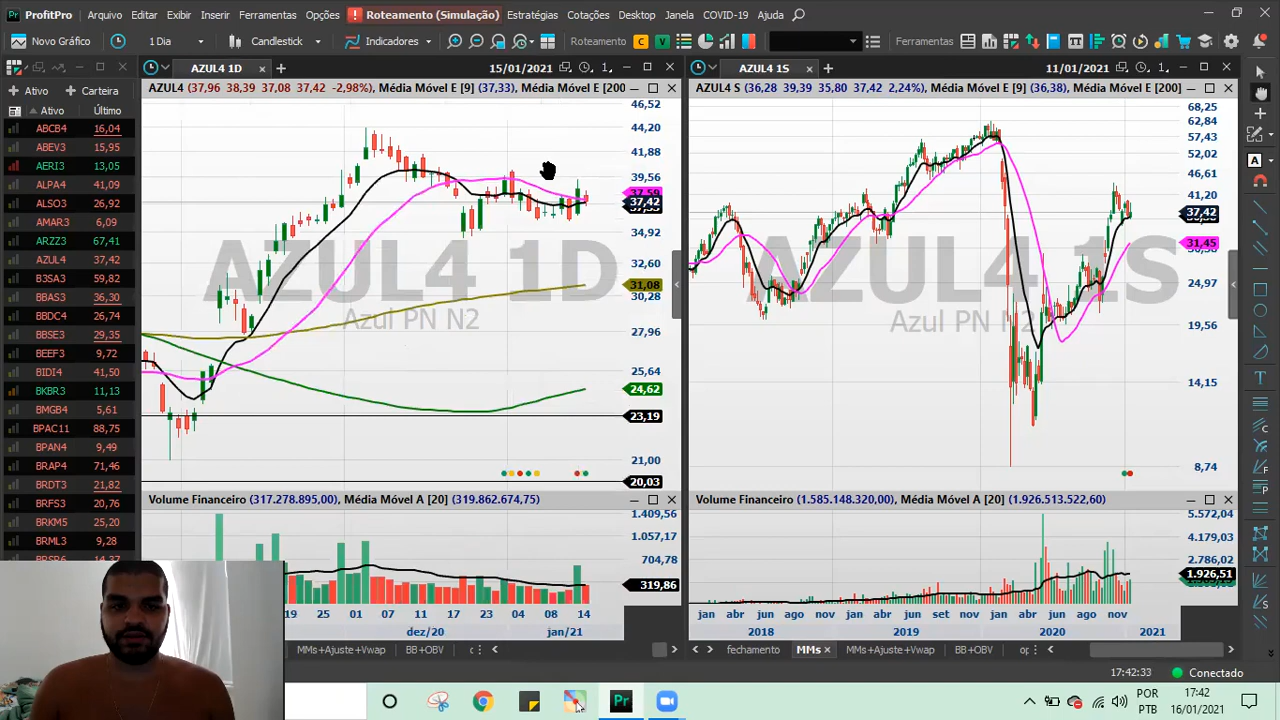 ProfitPro
Arquivo Editar Exibir Inserir Ferramentas Opções ! Roteamento (Simulação) Estratégias Cotações Desktop Janela COVID-19 Ajuda
Novo Gráfico 1 Dia Candlestick Indicadores Roteamento C V Ferramentas
AZUL4 1D 15/01/2021 1
AZUL4 1S 11/01/2021 1
Ativo Carteira
Ativo Último
ABCB4 16,04
ABEV3 15,95
AERI3 13,05
ALPA4 41,09
ALSO3 26,92
AMAR3 6,09
ARZZ3 67,41
AZUL4 37,42
B3SA3 59,82
BBAS3 36,30
BBDC4 26,74
BBSE3 29,35
BEEF3 9,72
BIDI4 41,50
BKBR3 11,13
BMGB4 5,61
BPAC11 88,75
BPAN4 9,49
BRAP4 71,46
BRDT3 21,82
BRFS3 20,76
BRKM5 25,20
BRML3 9,28
AZUL4 (37,96 38,39 37,08 37,42 -2,98%) Média Móvel E [9] (37,33), Média Móvel E [200
46,52
44,20
41,88
39,56
37,59
37,42
34,92
32,60
31,08
30,28
27,96
25,64
24,62
23,19
21,00
20,03
AZUL4 1D
Azul PN N2
Volume Financeiro (317.278.895,00), Média Móvel A [20] (319.862.674,75)
1.409,56
1.057,17
704,78
319,86
19 25 01 07 11 17 23 04 08 14
dez/20 jan/21
MMs+Ajuste+Vwap BB+OBV
AZUL4 S (36,28 39,39 35,80 37,42 2,24%) Média Móvel E [9] (36,38), Média Móvel E [200]
68,25
62,84
57,43
52,02
46,61
41,20
37,42
31,45
24,97
19,56
14,15
8,74
AZUL4 1S
Azul PN N2
Volume Financeiro (1.585.148.320,00), Média Móvel A [20] (1.926.513.522,60)
5.572,04
4.179,03
2.786,02
1.926,51
jan abr jun ago nov jan abr jun set nov jan abr jun ago nov
2018 2019 2020 2021
fechamento MMs MMs+Ajuste+Vwap BB+OBV
17:42:33 Conectado
POR
PTB
17:42
16/01/2021